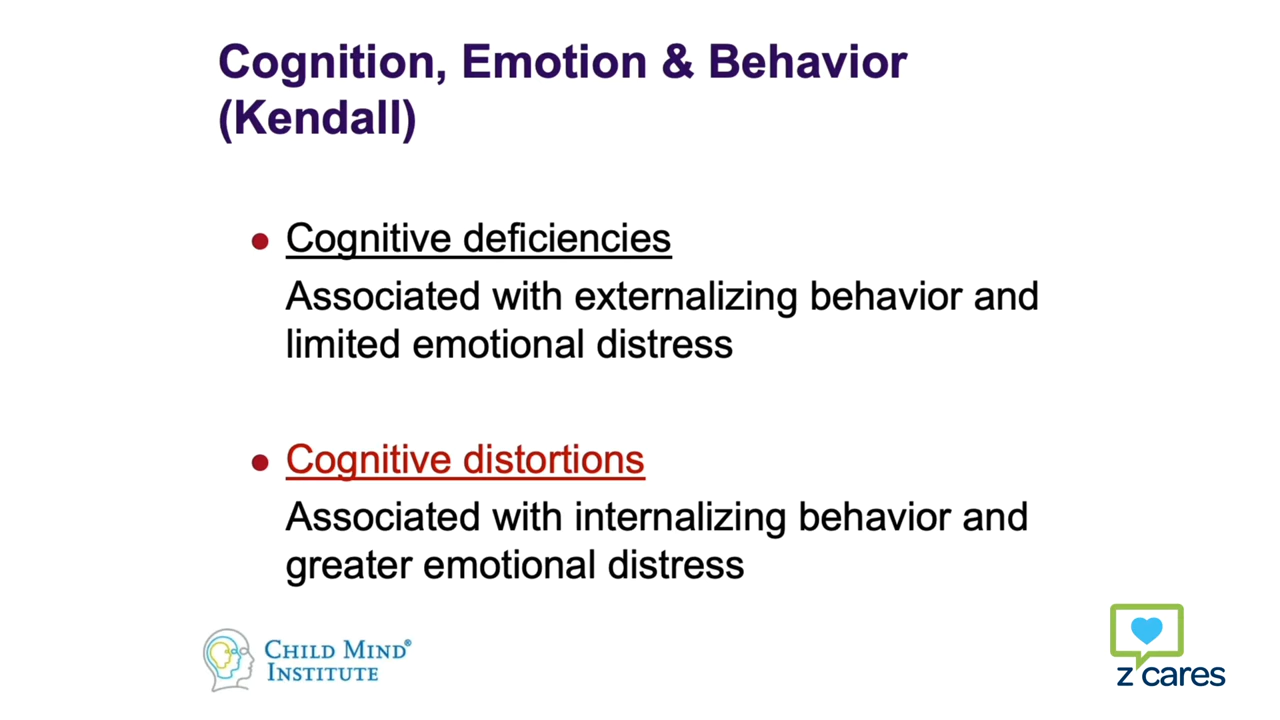 Cognition, Emotion & Behavior
(Kendall)
● Cognitive deficiencies
Associated with externalizing behavior and
limited emotional distress
● Cognitive distortions
Associated with internalizing behavior and
greater emotional distress
CHILD MIND®
INSTITUTE
z cares